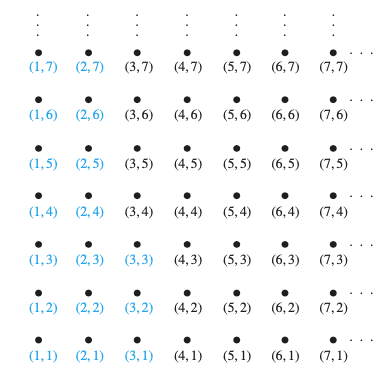 (1, 7) (2, 7) (3, 7) (4, 7) (5, 7) (6, 7) (7, 7)
(1, 6) (2, 6) (3, 6) (4, 6) (5, 6) (6, 6) (7, 6)
(1, 5) (2, 5) (3, 5) (4, 5) (5, 5) (6, 5) (7, 5)
(1, 4) (2, 4) (3, 4) (4, 4) (5, 4) (6, 4) (7, 4)
(1, 3) (2, 3) (3, 3) (4, 3) (5, 3) (6, 3) (7, 3)
(1, 2) (2, 2) (3, 2) (4, 2) (5, 2) (6, 2) (7, 2)
(1, 1) (2, 1) (3, 1) (4, 1) (5, 1) (6, 1) (7, 1)